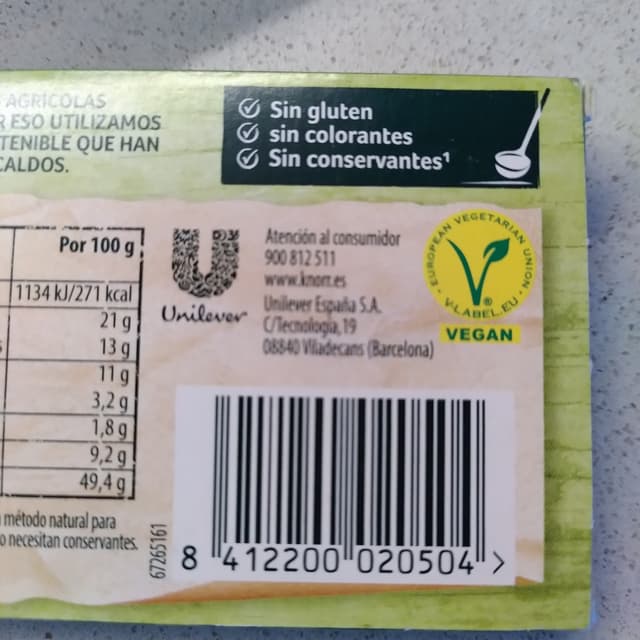 AGRÍCOLAS
R ESO UTILIZAMOS
TENIBLE QUE HAN
CALDOS.
Sin gluten
sin colorantes
Sin conservantes¹
Por 100 g
1134 kJ/271 kcal
21 g
13 g
11 g
3,2 g
1,8 g
9,2 g
49,4 g
método natural para
o necesitan conservantes.
Unilever
Atención al consumidor
900 812 511
www.knorr.es
Unilever España S.A.
C/Tecnología, 19
08840 Viladecans (Barcelona)
EUROPEAN VEGETARIAN UNION
V-LABEL.EU
VEGAN
67265161
8 412200 020504 >